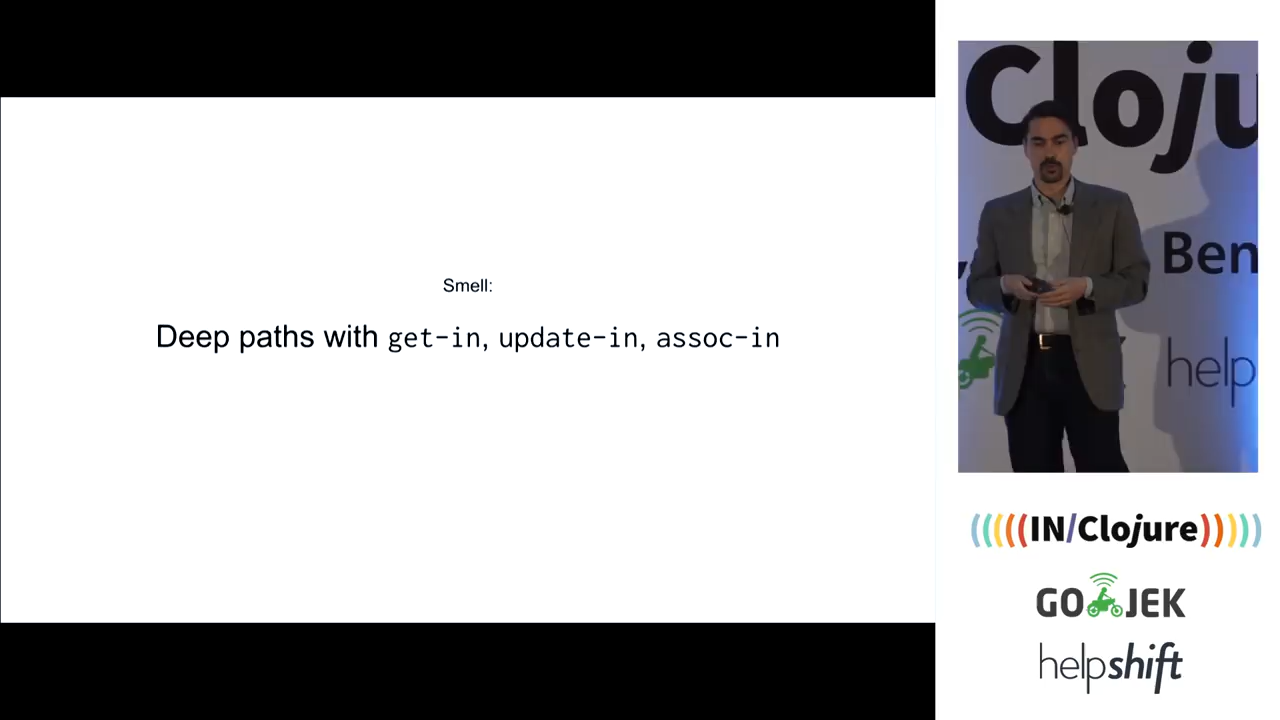 Smell:
Deep paths with get-in, update-in, assoc-in
Cloju
Ben
help
(((((IN/Clojure)))))
GO JEK
helpshift